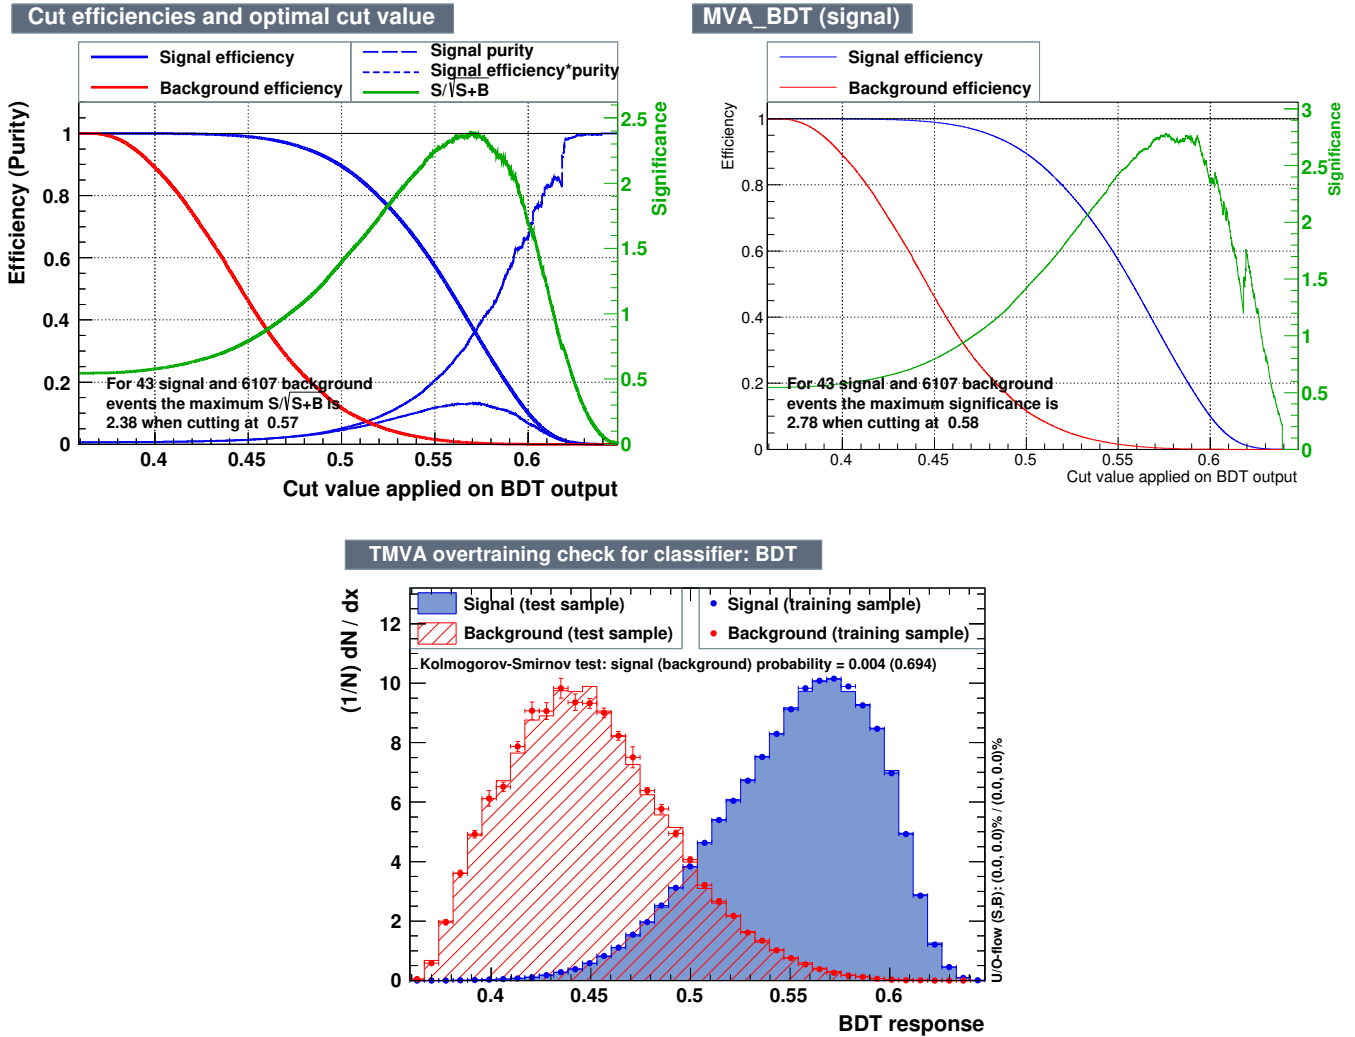 Cut efficiencies and optimal cut value
Signal efficiency
Background efficiency
Signal purity
Signal efficiency*purity
S/√S+B
Efficiency (Purity)
1
0.8
0.6
0.4
0.2
0
0.4
0.45
0.5
0.55
0.6
2.5
2
1.5
1
0.5
0
Significance
For 43 signal and 6107 background
events the maximum S/√S+B is
2.38 when cutting at 0.57
Cut value applied on BDT output
MVA_BDT (signal)
Signal efficiency
Background efficiency
Efficiency
1
0.8
0.6
0.4
0.2
0
0.4
0.45
0.5
0.55
0.6
3
2.5
2
1.5
1
0.5
0
Significance
For 43 signal and 6107 background
events the maximum significance is
2.78 when cutting at 0.58
Cut value applied on BDT output
TMVA overtraining check for classifier: BDT
Signal (test sample)
Background (test sample)
Signal (training sample)
Background (training sample)
Kolmogorov-Smirnov test: signal (background) probability = 0.004 (0.694)
(1/N) dN / dx
12
10
8
6
4
2
0
0.4
0.45
0.5
0.55
0.6
BDT response
U/O-flow (S,B): (0.0, 0.0)% / (0.0, 0.0)%